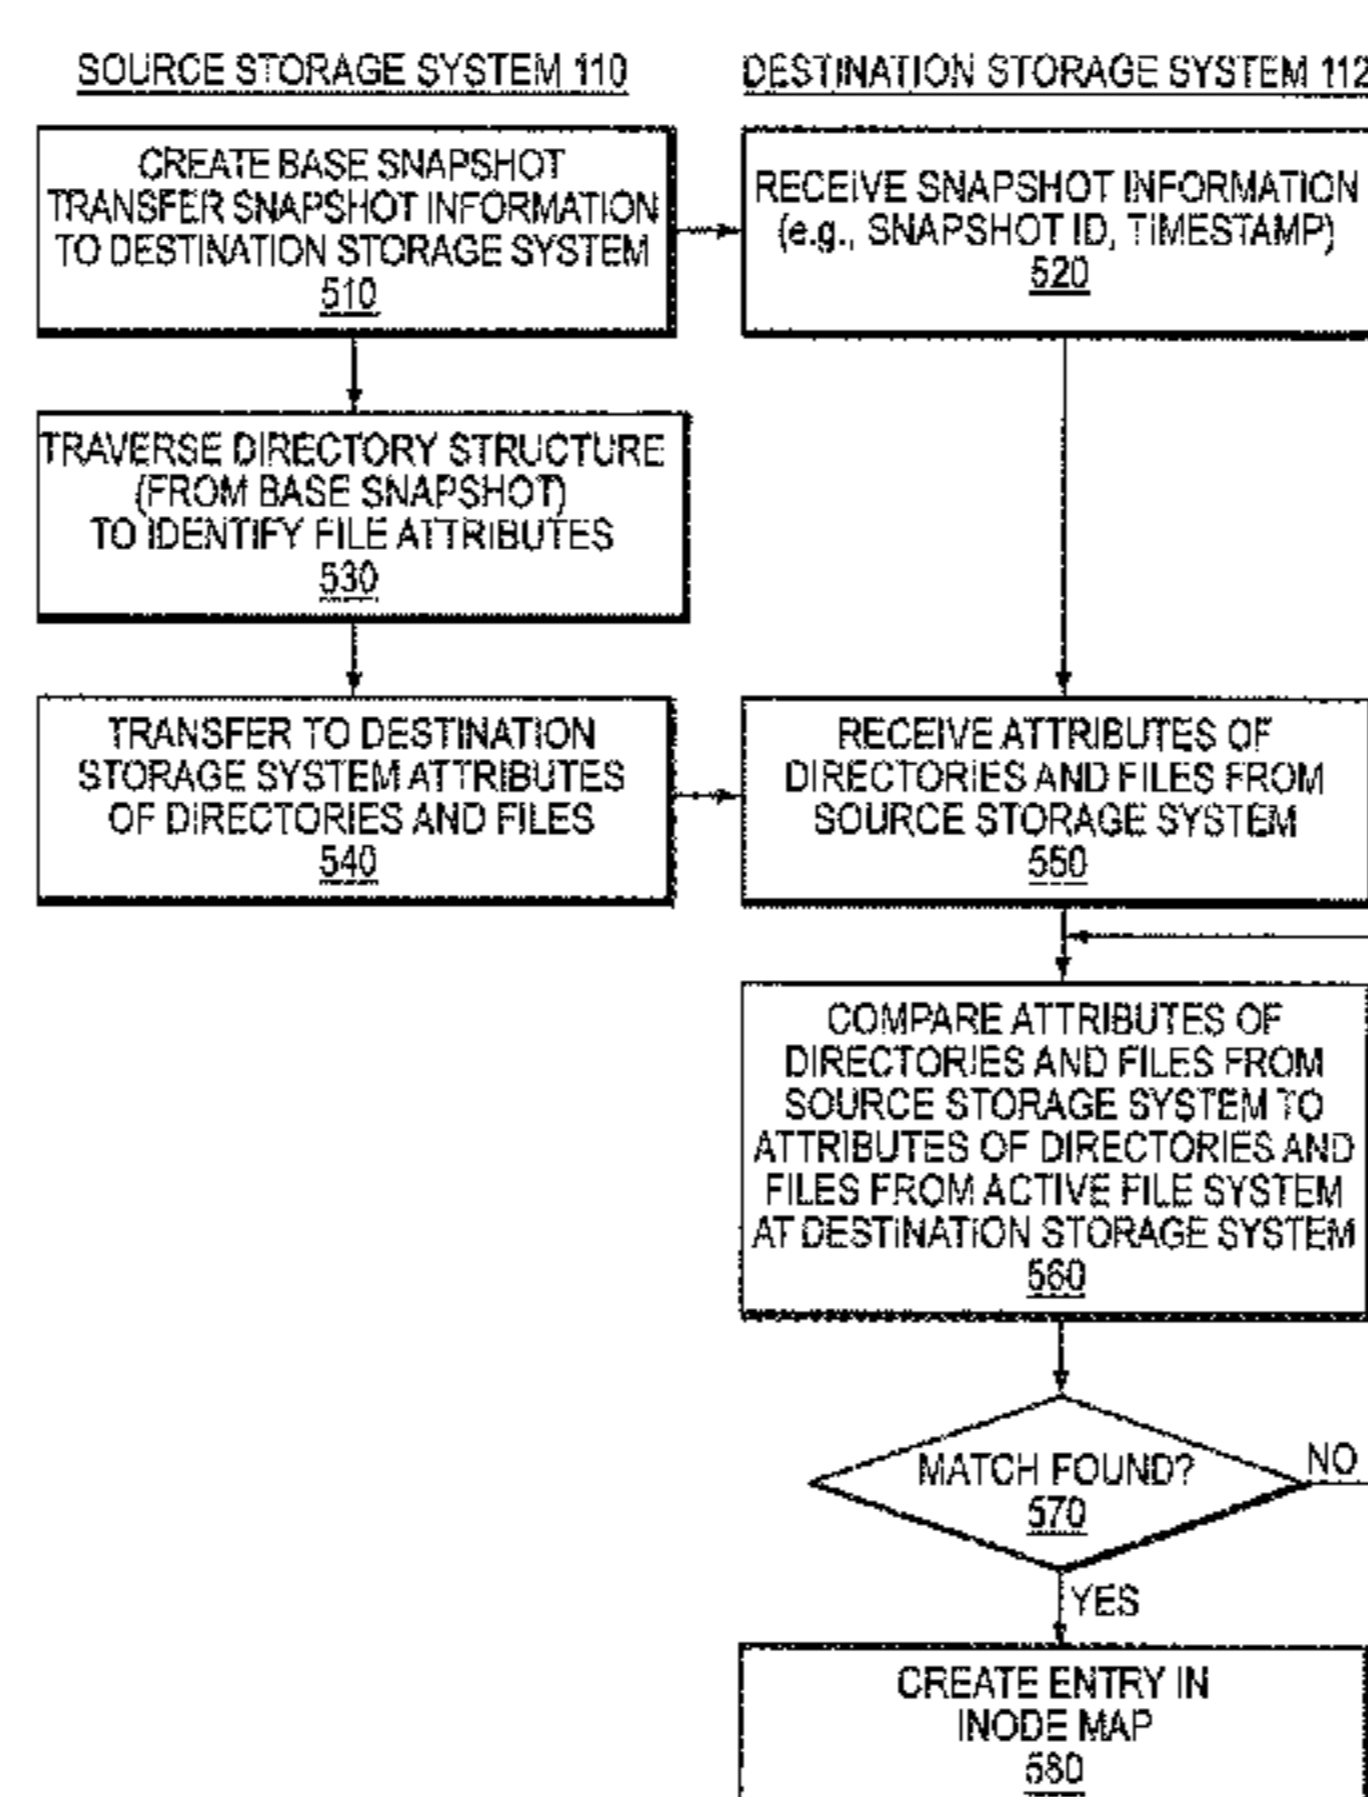 SOURCE STORAGE SYSTEM 110
DESTINATION STORAGE SYSTEM 112
CREATE BASE SNAPSHOT
TRANSFER SNAPSHOT INFORMATION
TO DESTINATION STORAGE SYSTEM
510
RECEIVE SNAPSHOT INFORMATION
(e.g., SNAPSHOT ID, TIMESTAMP)
520
TRAVERSE DIRECTORY STRUCTURE
(FROM BASE SNAPSHOT)
TO IDENTIFY FILE ATTRIBUTES
530
TRANSFER TO DESTINATION
STORAGE SYSTEM ATTRIBUTES
OF DIRECTORIES AND FILES
540
RECEIVE ATTRIBUTES OF
DIRECTORIES AND FILES FROM
SOURCE STORAGE SYSTEM
550
COMPARE ATTRIBUTES OF
DIRECTORIES AND FILES FROM
SOURCE STORAGE SYSTEM TO
ATTRIBUTES OF DIRECTORIES AND
FILES FROM ACTIVE FILE SYSTEM
AT DESTINATION STORAGE SYSTEM
560
MATCH FOUND?
570
NO
YES
CREATE ENTRY IN
INODE MAP
580